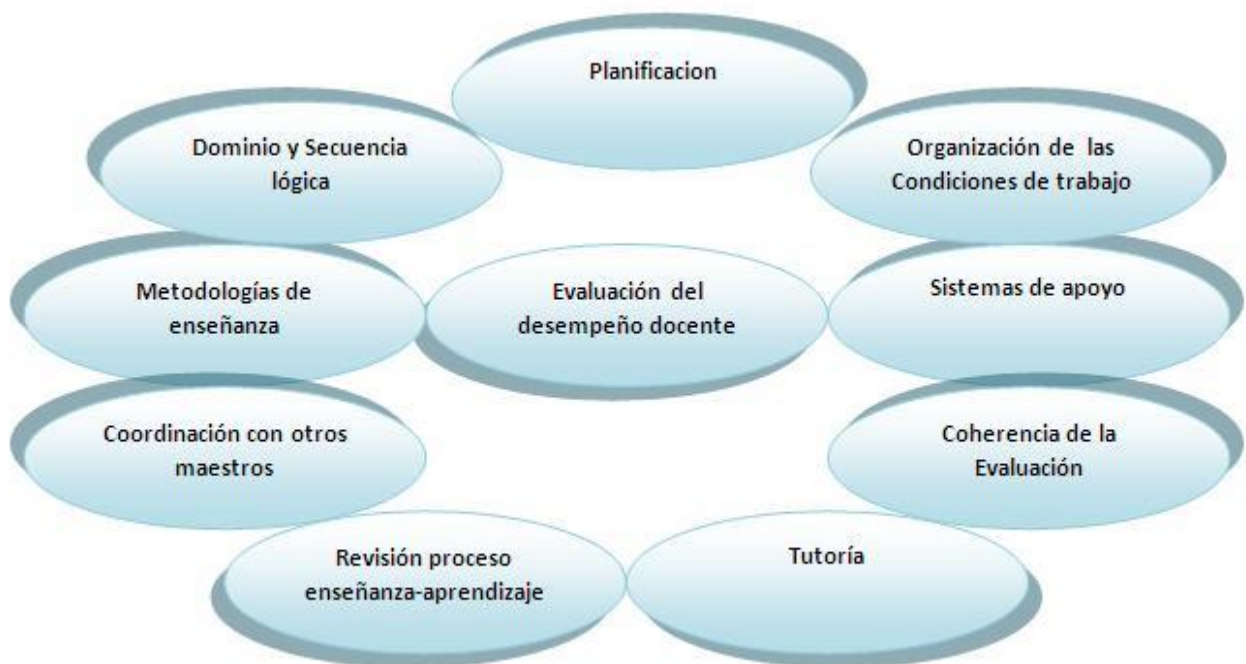 Planificacion
Dominio y Secuencia
lógica
Organización de las
Condiciones de trabajo
Metodologías de
enseñanza
Evaluación del
desempeño docente
Sistemas de apoyo
Coordinación con otros
maestros
Coherencia de la
Evaluación
Revisión proceso
enseñanza-aprendizaje
Tutoría